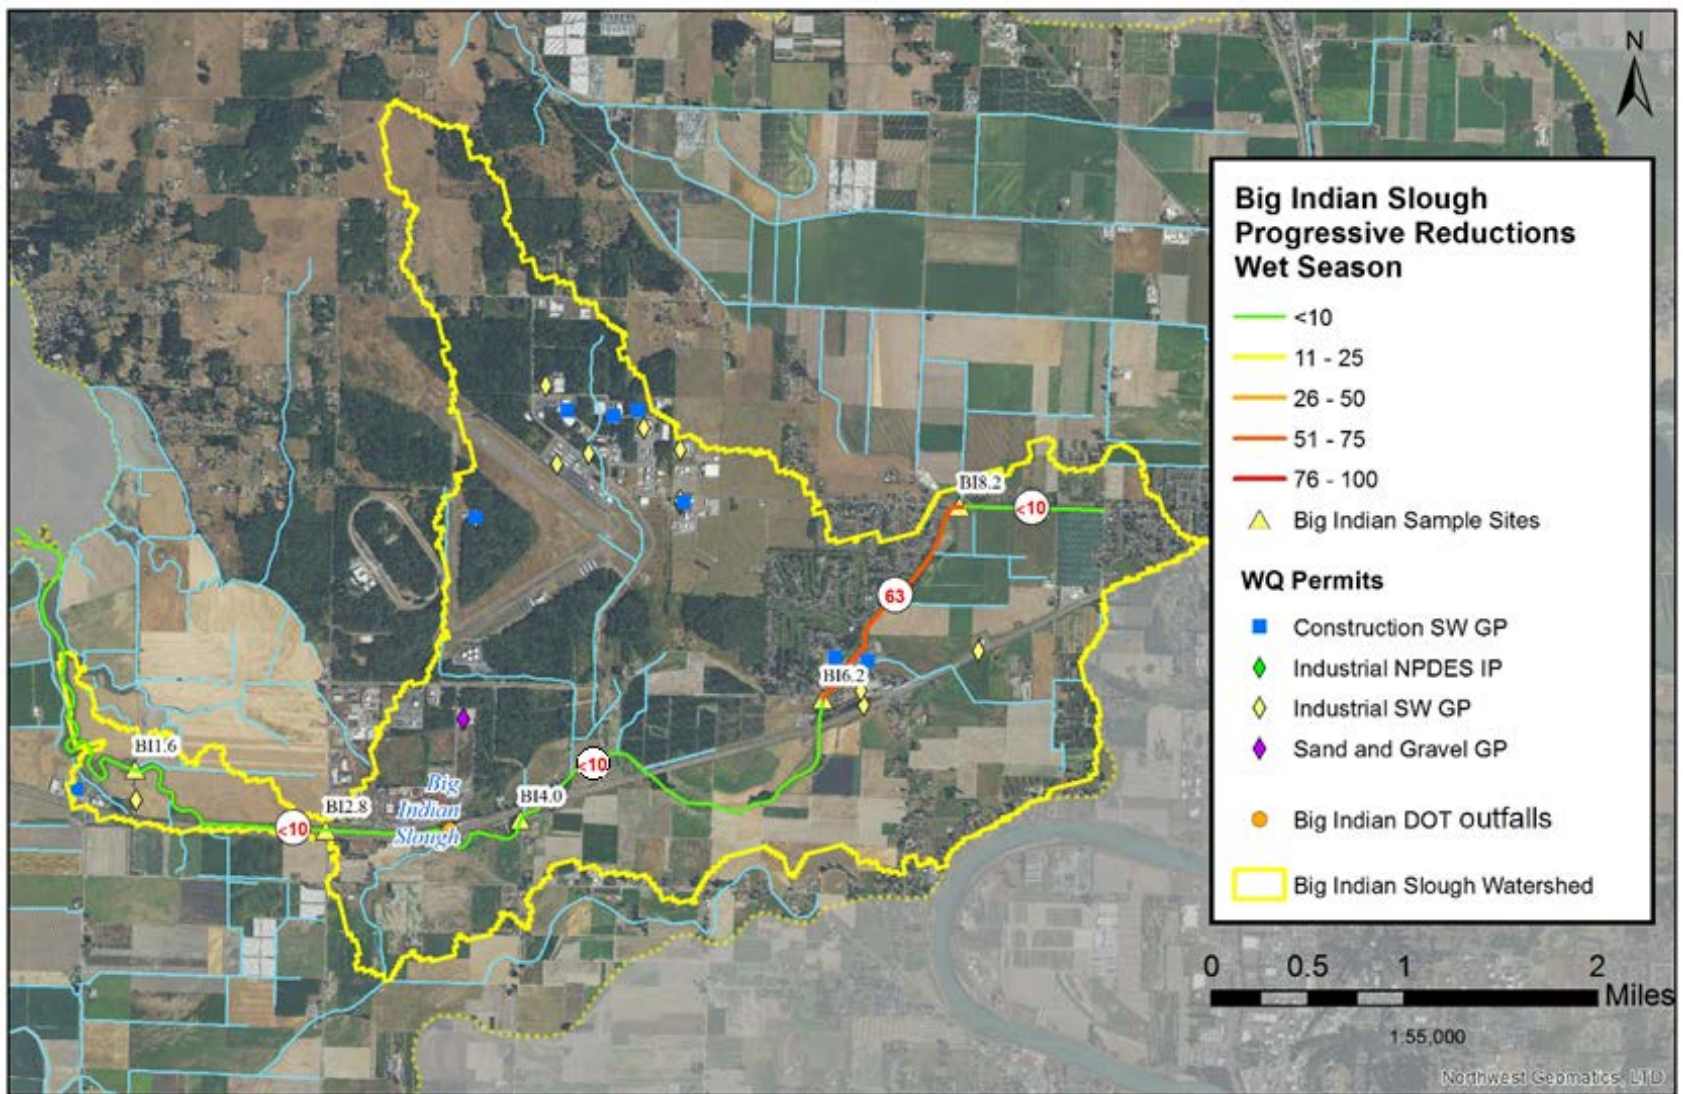 N
Big Indian Slough
Progressive Reductions
Wet Season
<10
11 - 25
26 - 50
51 - 75
76 - 100
Big Indian Sample Sites
WQ Permits
Construction SW GP
Industrial NPDES IP
Industrial SW GP
Sand and Gravel GP
Big Indian DOT outfalls
Big Indian Slough Watershed
BI8.2
<10
63
BI6.2
<10
BI1.6
BI2.8
BI4.0
<10
Big
Indian
Slough
0 0.5 1 2
Miles
1:55,000
Northwest Geomatics, LTD